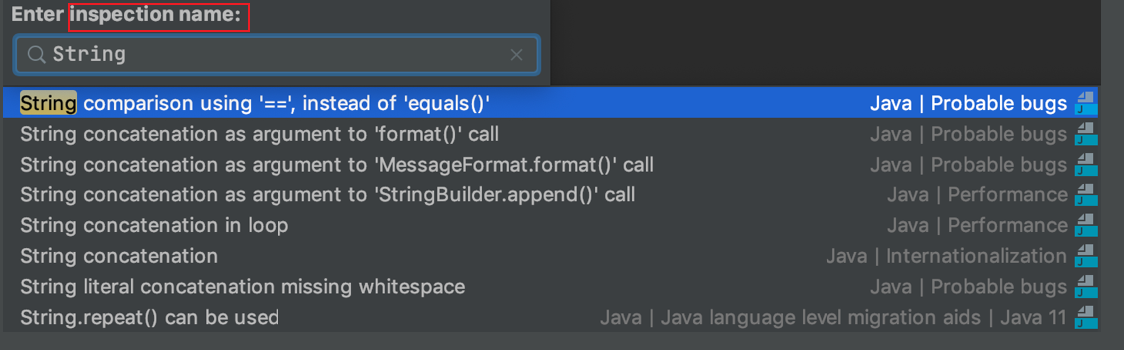 Enter inspection name:
String
String comparison using '==', instead of 'equals()' Java | Probable bugs
String concatenation as argument to 'format()' call Java | Probable bugs
String concatenation as argument to 'MessageFormat.format()' call Java | Probable bugs
String concatenation as argument to 'StringBuilder.append()' call Java | Performance
String concatenation in loop Java | Performance
String concatenation Java | Internationalization
String literal concatenation missing whitespace Java | Probable bugs
String.repeat() can be used Java | Java language level migration aids | Java 11